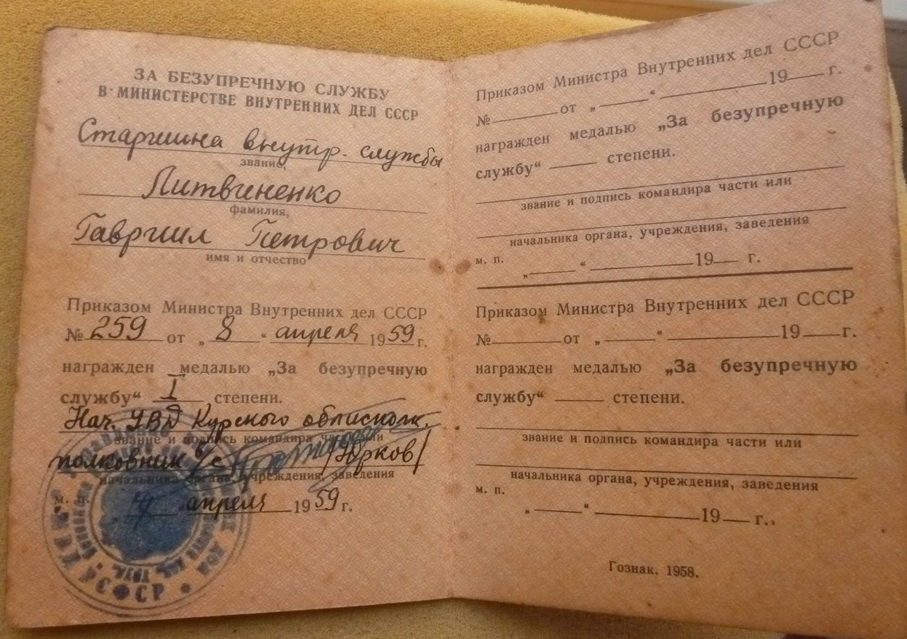 ЗА БЕЗУПРЕЧНУЮ СЛУЖБУ
В МИНИСТЕРСТВЕ ВНУТРЕННИХ ДЕЛ СССР
Старшина внутр. службы
звание,
Литвиненко
фамилия,
Гавриил Петрович
имя и отчество
Приказом Министра Внутренних дел СССР
№ 259 от „ 8 “ апреля 1959 г.
награжден медалью „За безупречную
службу“ I степени.
Нач. УВД Курского облисполк.
звание и подпись командира части или
полковник в/с /Юрков/
начальника органа, учреждения, заведения
м. п. апреля 1959 г.
РСФСР
Приказом Министра Внутренних дел СССР
№ от „ “ 19 г.
награжден медалью „За безупречную
службу“ степени.
звание и подпись командира части или
начальника органа, учреждения, заведения
м. п. „ “ 19 г.
Приказом Министра Внутренних дел СССР
№ от „ “ 19 г.
награжден медалью „За безупречную
службу“ степени.
звание и подпись командира части или
начальника органа, учреждения, заведения
м. п.
„ “ 19 г.
Гознак. 1958.